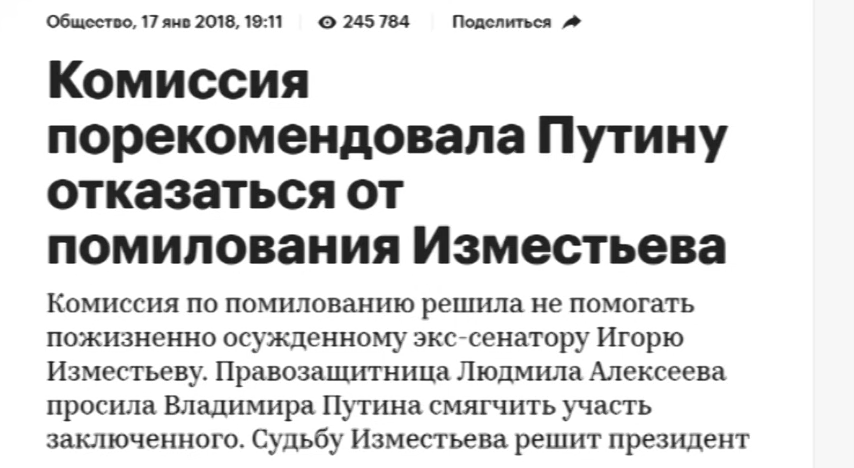 Общество, 17 янв 2018, 19:11 245 784 Поделиться
Комиссия
порекомендовала Путину
отказаться от
помилования Изместьева
Комиссия по помилованию решила не помогать
пожизненно осужденному экс-сенатору Игорю
Изместьеву. Правозащитница Людмила Алексеева
просила Владимира Путина смягчить участь
заключенного. Судьбу Изместьева решит президент